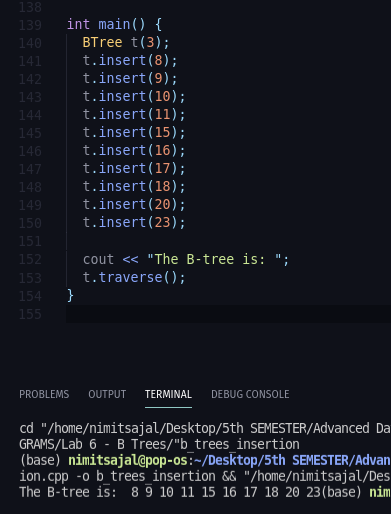 138
139 int main() {
140 BTree t(3);
141 t.insert(8);
142 t.insert(9);
143 t.insert(10);
144 t.insert(11);
145 t.insert(15);
146 t.insert(16);
147 t.insert(17);
148 t.insert(18);
149 t.insert(20);
150 t.insert(23);
151
152 cout << "The B-tree is: ";
153 t.traverse();
154 }
155
PROBLEMS OUTPUT TERMINAL DEBUG CONSOLE
cd "/home/nimitsajal/Desktop/5th SEMESTER/Advanced Da
GRAMS/Lab 6 - B Trees/"b_trees_insertion
(base) nimitsajal@pop-os:~/Desktop/5th SEMESTER/Advan
ion.cpp -o b_trees_insertion && "/home/nimitsajal/Des
The B-tree is:  8 9 10 11 15 16 17 18 20 23(base) nim